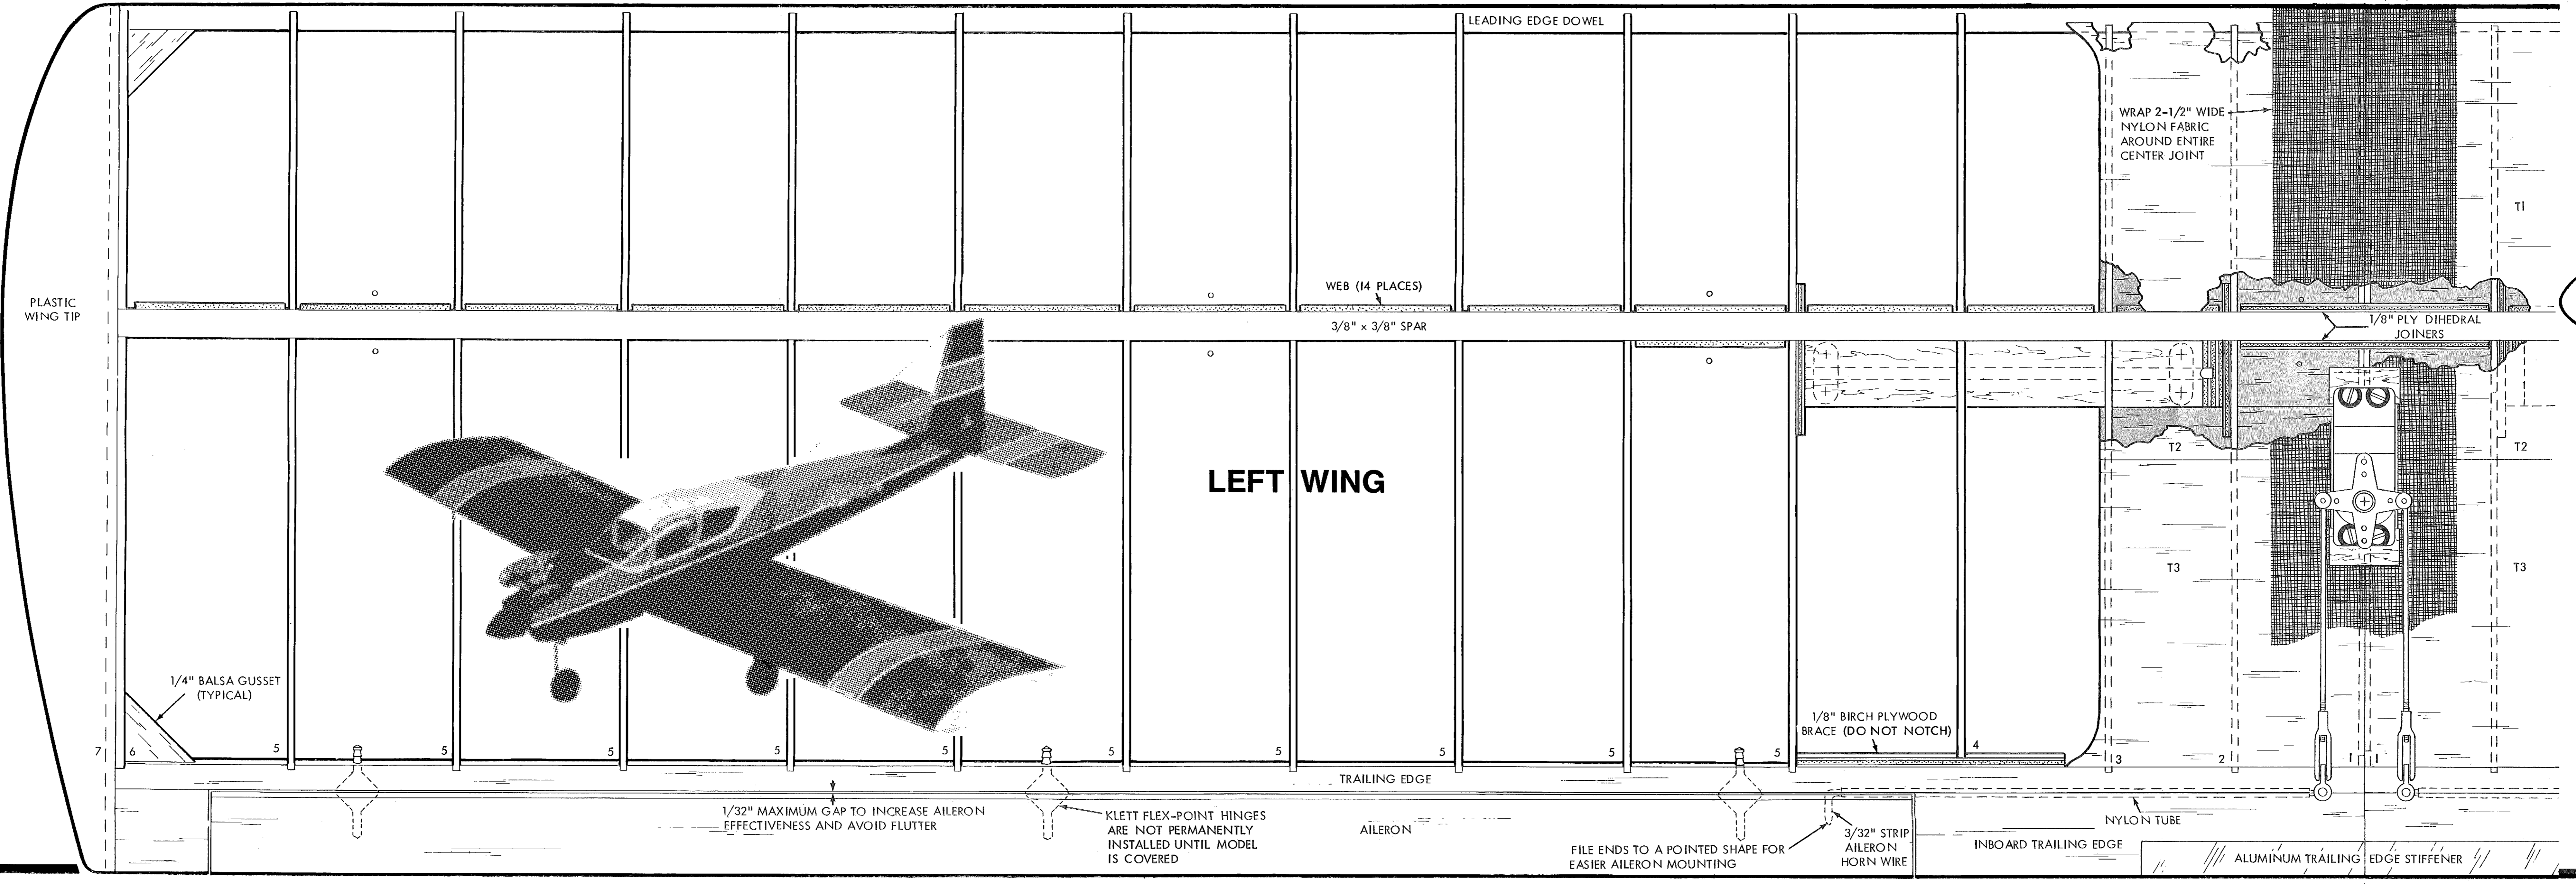 LEADING EDGE DOWEL
WRAP 2-1/2" WIDE
NYLON FABRIC
AROUND ENTIRE
CENTER JOINT
T1
PLASTIC
WING TIP
WEB (14 PLACES)
3/8" x 3/8" SPAR
1/8" PLY DIHEDRAL
JOINERS
LEFT WING
T2
T2
T3
T3
1/4" BALSA GUSSET
(TYPICAL)
1/8" BIRCH PLYWOOD
BRACE (DO NOT NOTCH)
7 6 5 5 5 5 5 5 5 5 5 5 4 3 2 1 1
TRAILING EDGE
1/32" MAXIMUM GAP TO INCREASE AILERON
EFFECTIVENESS AND AVOID FLUTTER
KLETT FLEX-POINT HINGES
ARE NOT PERMANENTLY
INSTALLED UNTIL MODEL
IS COVERED
AILERON
FILE ENDS TO A POINTED SHAPE FOR
EASIER AILERON MOUNTING
3/32" STRIP
AILERON
HORN WIRE
NYLON TUBE
INBOARD TRAILING EDGE
ALUMINUM TRAILING EDGE STIFFENER